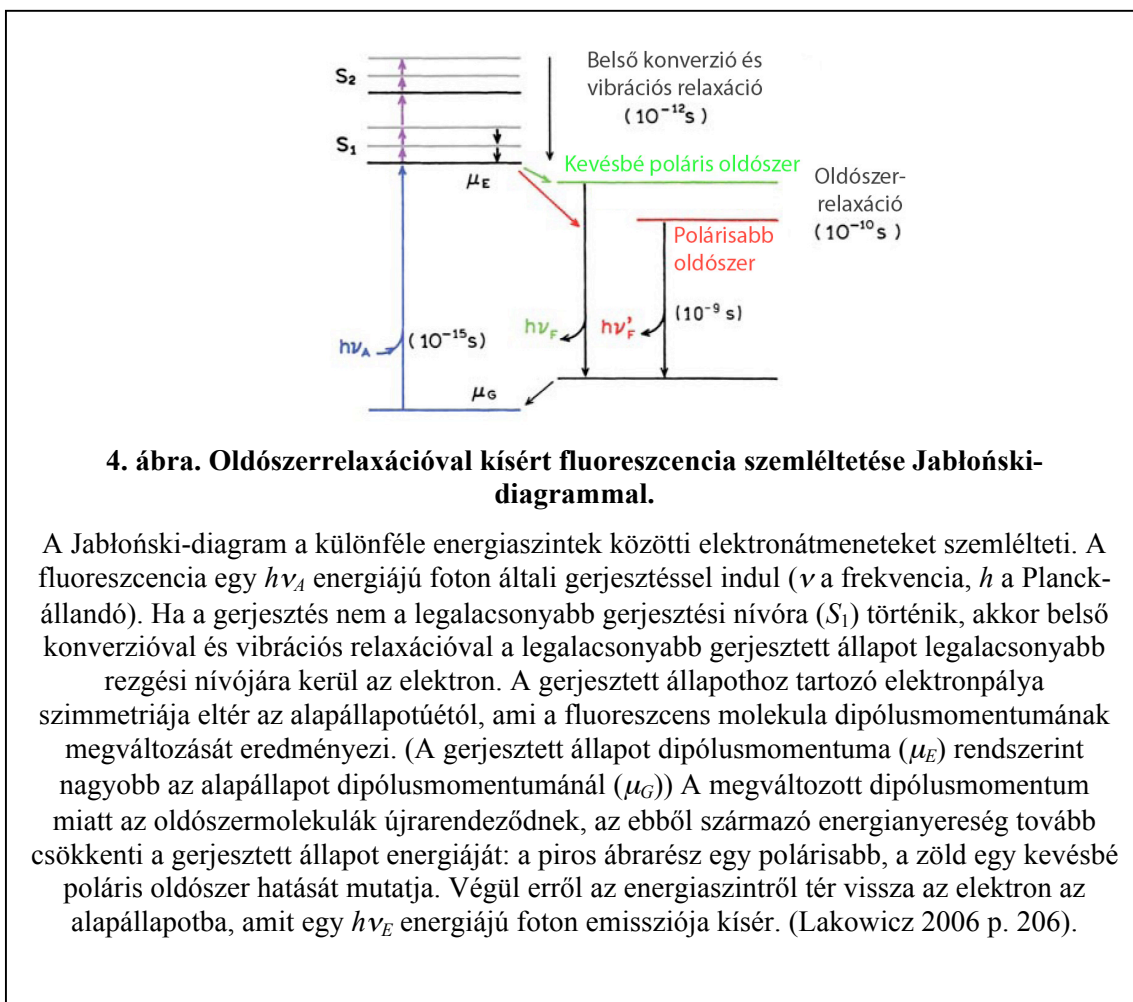 Belső konverzió és
vibrációs relaxáció
(10⁻¹²s)
S₂
S₁
μE
Kevésbé poláris oldószer
Oldószer-
relaxáció
(10⁻¹⁰s)
Polárisabb
oldószer
hνA
(10⁻¹⁵s)
hνF
hν'F
(10⁻⁹ s)
μG
4. ábra. Oldószerrelaxációval kísért fluoreszcencia szemléltetése Jabłoński-
diagrammal.
A Jabłoński-diagram a különféle energiaszintek közötti elektronátmeneteket szemlélteti. A
fluoreszcencia egy hνA energiájú foton általi gerjesztéssel indul (ν a frekvencia, h a Planck-
állandó). Ha a gerjesztés nem a legalacsonyabb gerjesztési nívóra (S₁) történik, akkor belső
konverzióval és vibrációs relaxációval a legalacsonyabb gerjesztett állapot legalacsonyabb
rezgési nívójára kerül az elektron. A gerjesztett állapothoz tartozó elektronpálya
szimmetriája eltér az alapállapotúétól, ami a fluoreszcens molekula dipólusmomentumának
megváltozását eredményezi. (A gerjesztett állapot dipólusmomentuma (μE) rendszerint
nagyobb az alapállapot dipólusmomentumánál (μG)) A megváltozott dipólusmomentum
miatt az oldószermolekulák újrarendeződnek, az ebből származó energianyereség tovább
csökkenti a gerjesztett állapot energiáját: a piros ábrarész egy polárisabb, a zöld egy kevésbé
poláris oldószer hatását mutatja. Végül erről az energiaszintről tér vissza az elektron az
alapállapotba, amit egy hνE energiájú foton emissziója kísér. (Lakowicz 2006 p. 206).